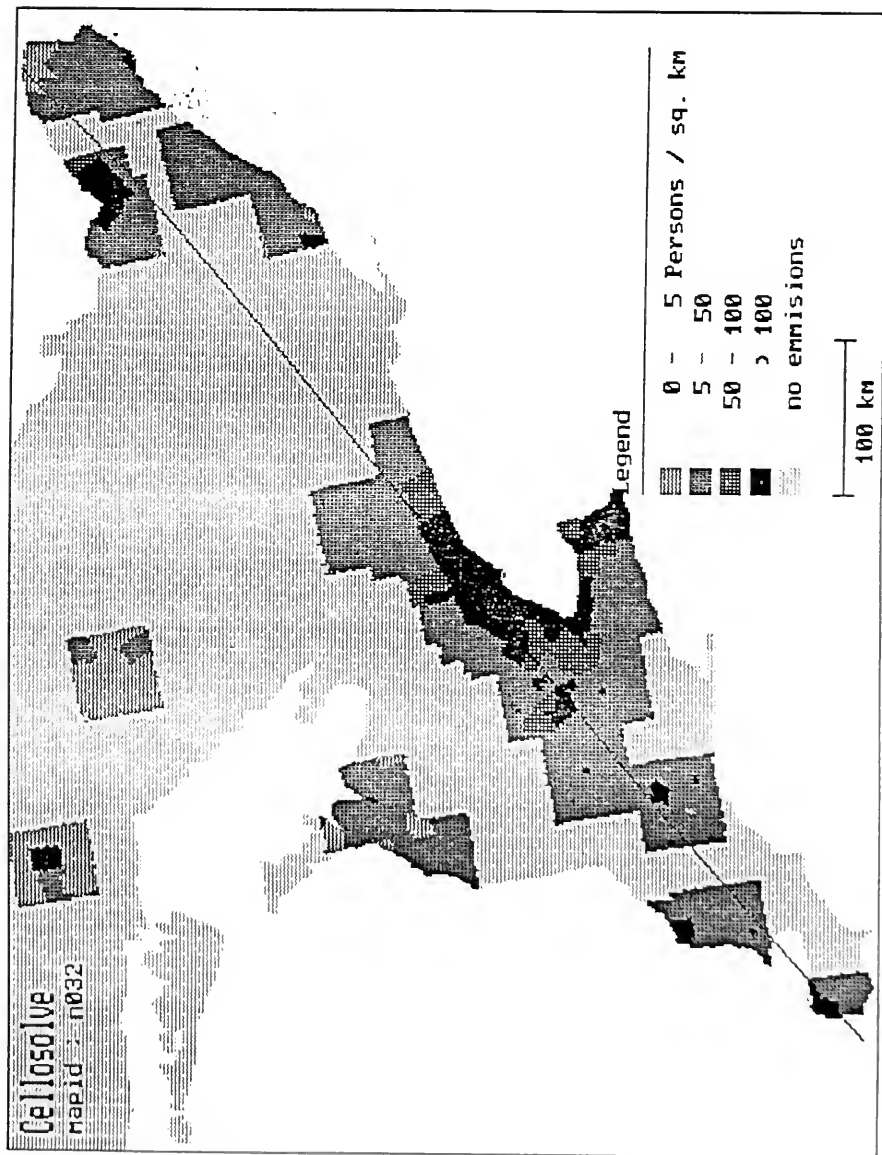 Cellosolve
Mapid : n032
Legend
0 - 5 Persons / sq. km
5 - 50
50 - 100
> 100
no emmisions
100 km